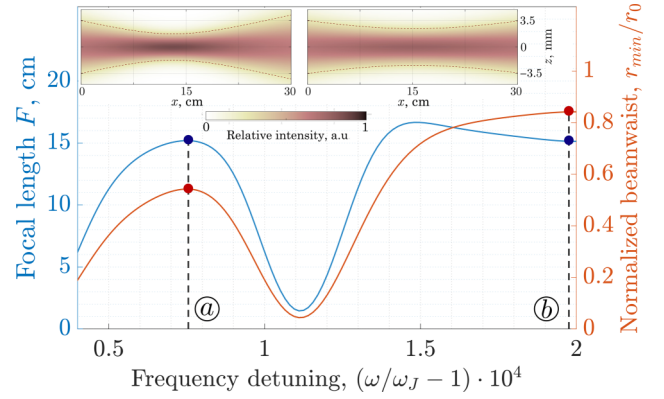 3.5
0
−3.5
z, mm
0
15
30
x, cm
0
15
30
x, cm
0
1
Relative intensity, a.u
Focal length F, cm
20
15
10
5
0
1
0.8
0.6
0.4
0.2
0
Normalized beamwaist, r_min/r_0
a
b
0.5
1
1.5
2
Frequency detuning, (ω/ω_J − 1) · 10^4